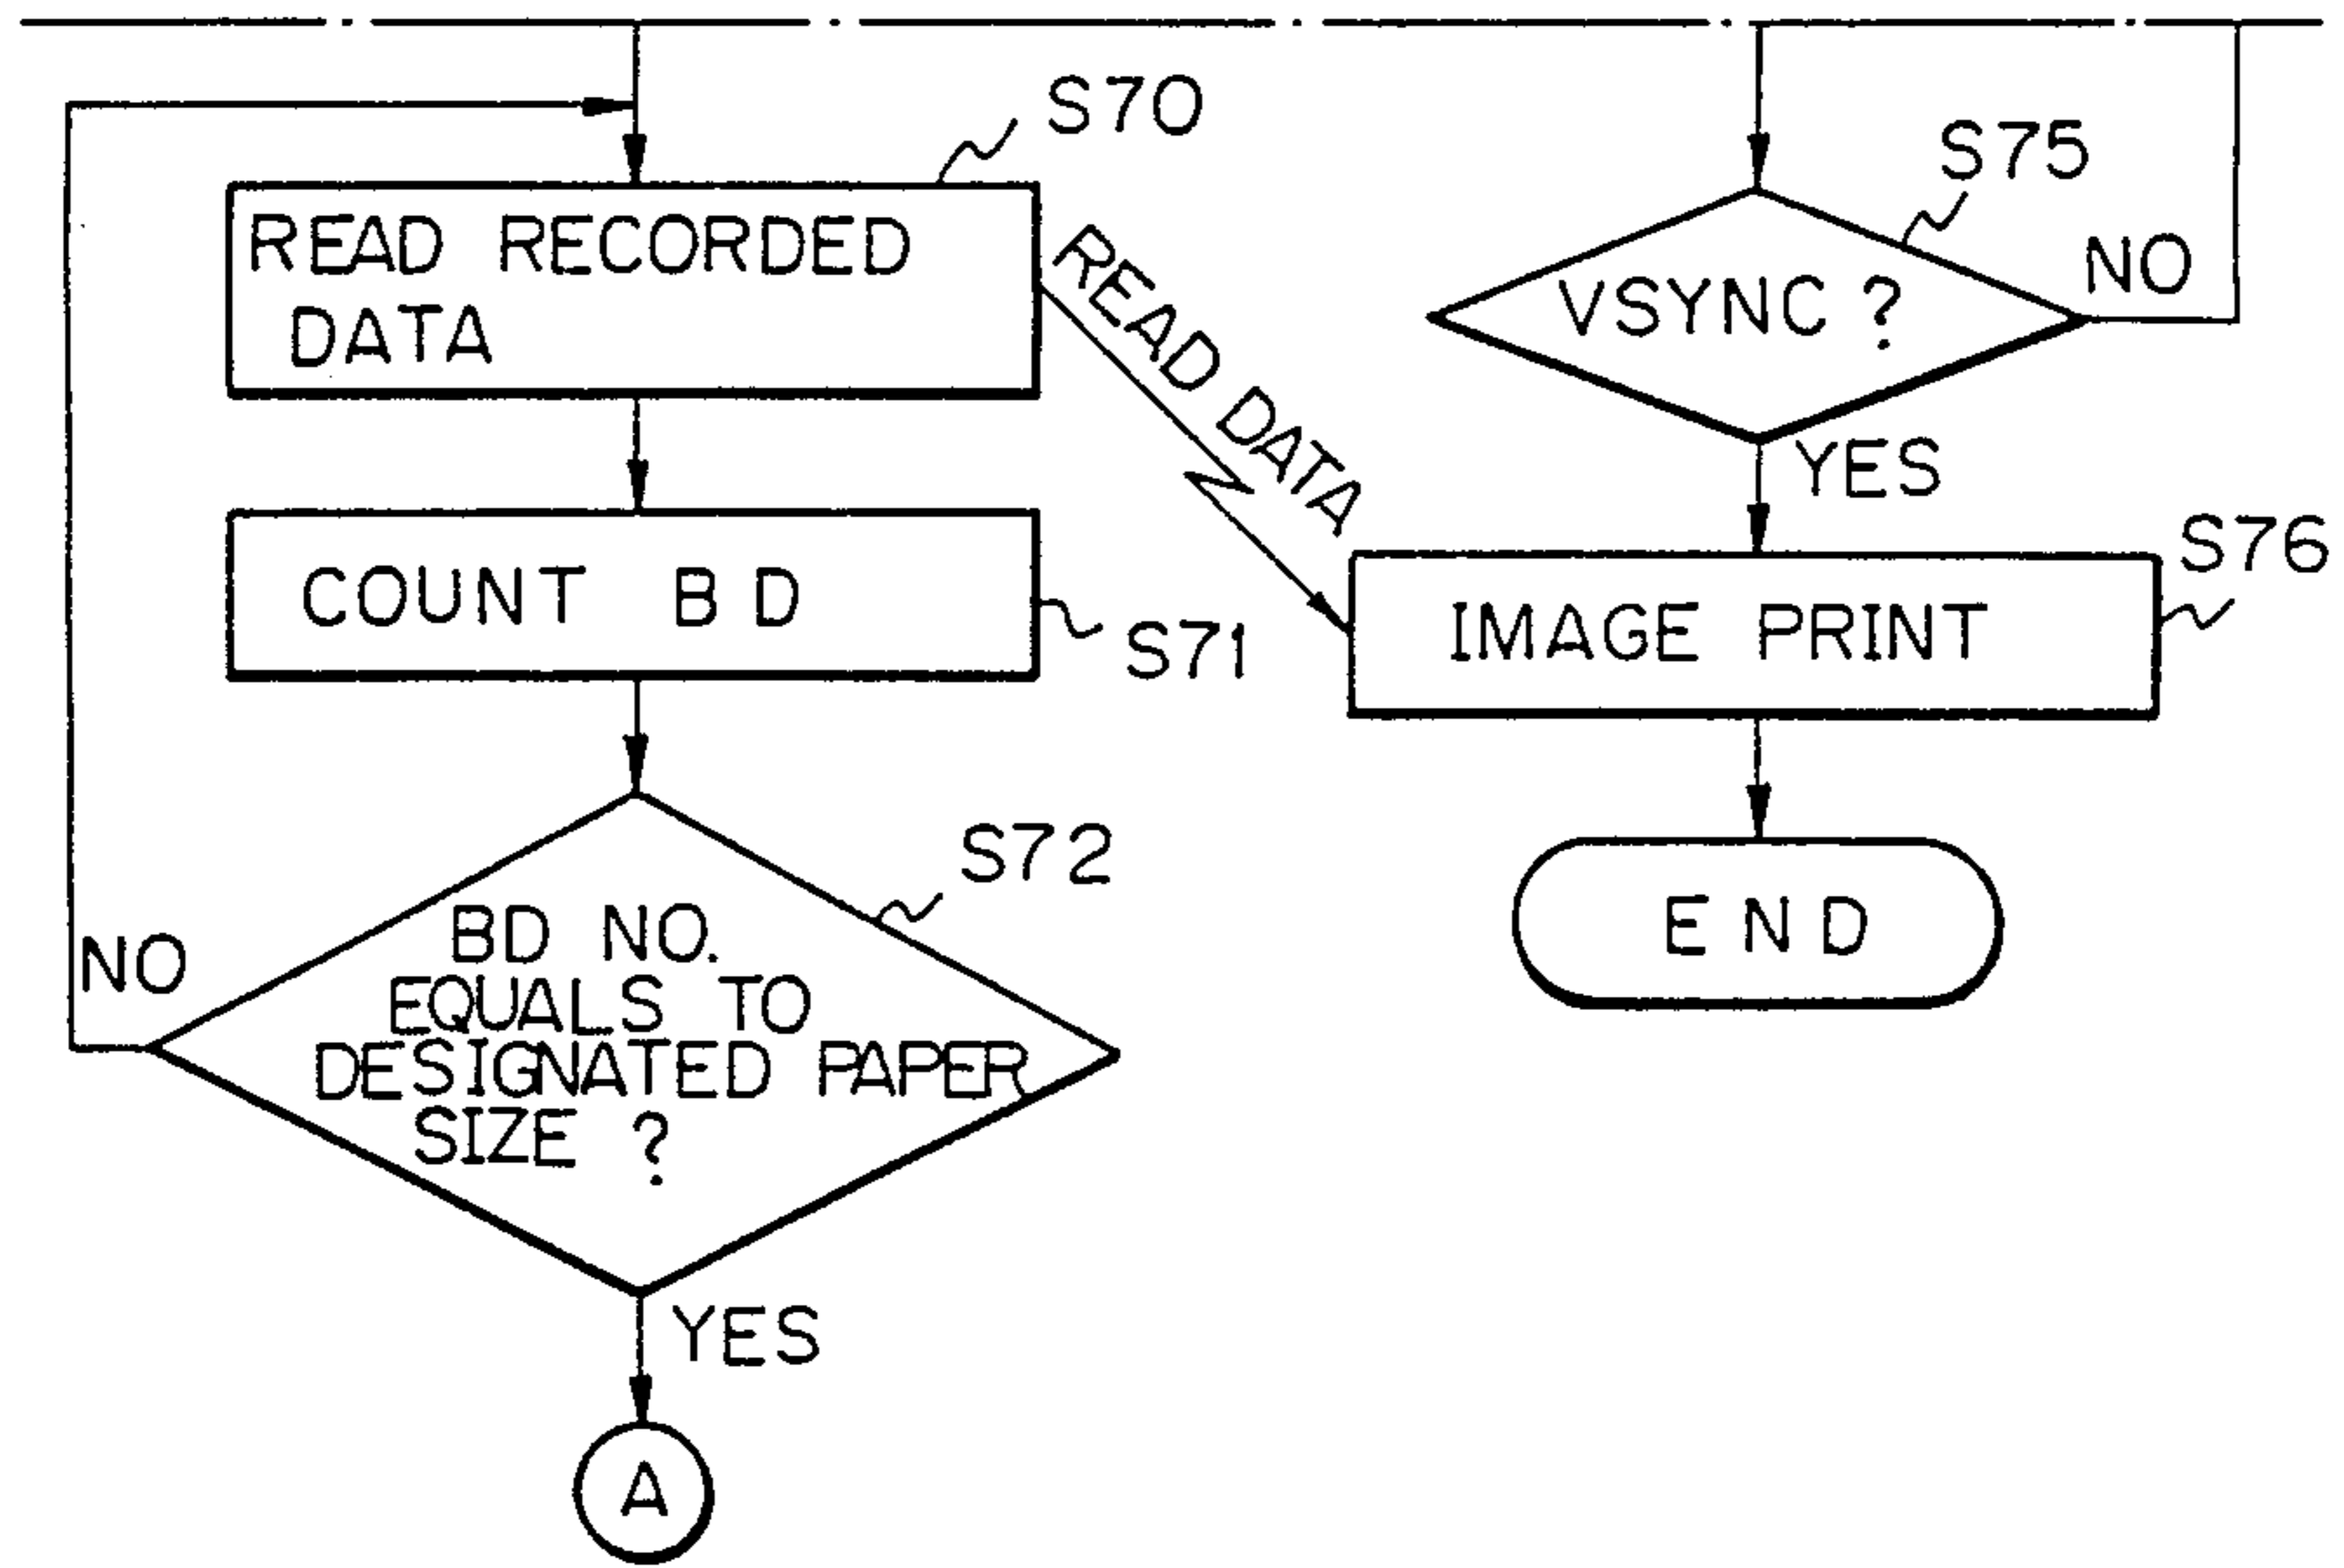 S70
READ RECORDED
DATA
READ DATA
COUNT BD
S71
S72
BD NO.
EQUALS TO
DESIGNATED PAPER
SIZE ?
NO
YES
A
S75
VSYNC ?
NO
YES
S76
IMAGE PRINT
END